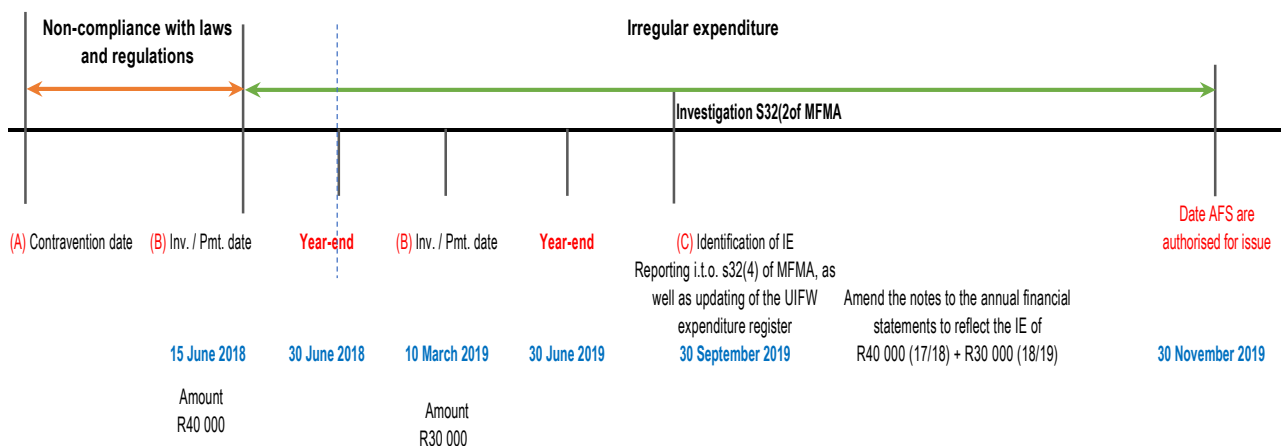 Non-compliance with laws
and regulations
Irregular expenditure
Investigation S32(2of MFMA
(A) Contravention date
(B) Inv. / Pmt. date
Year-end
(B) Inv. / Pmt. date
Year-end
(C) Identification of IE
Reporting i.t.o. s32(4) of MFMA, as
well as updating of the UIFW
expenditure register
Amend the notes to the annual financial
statements to reflect the IE of
R40 000 (17/18) + R30 000 (18/19)
Date AFS are
authorised for issue
15 June 2018
30 June 2018
10 March 2019
30 June 2019
30 September 2019
30 November 2019
Amount
R40 000
Amount
R30 000